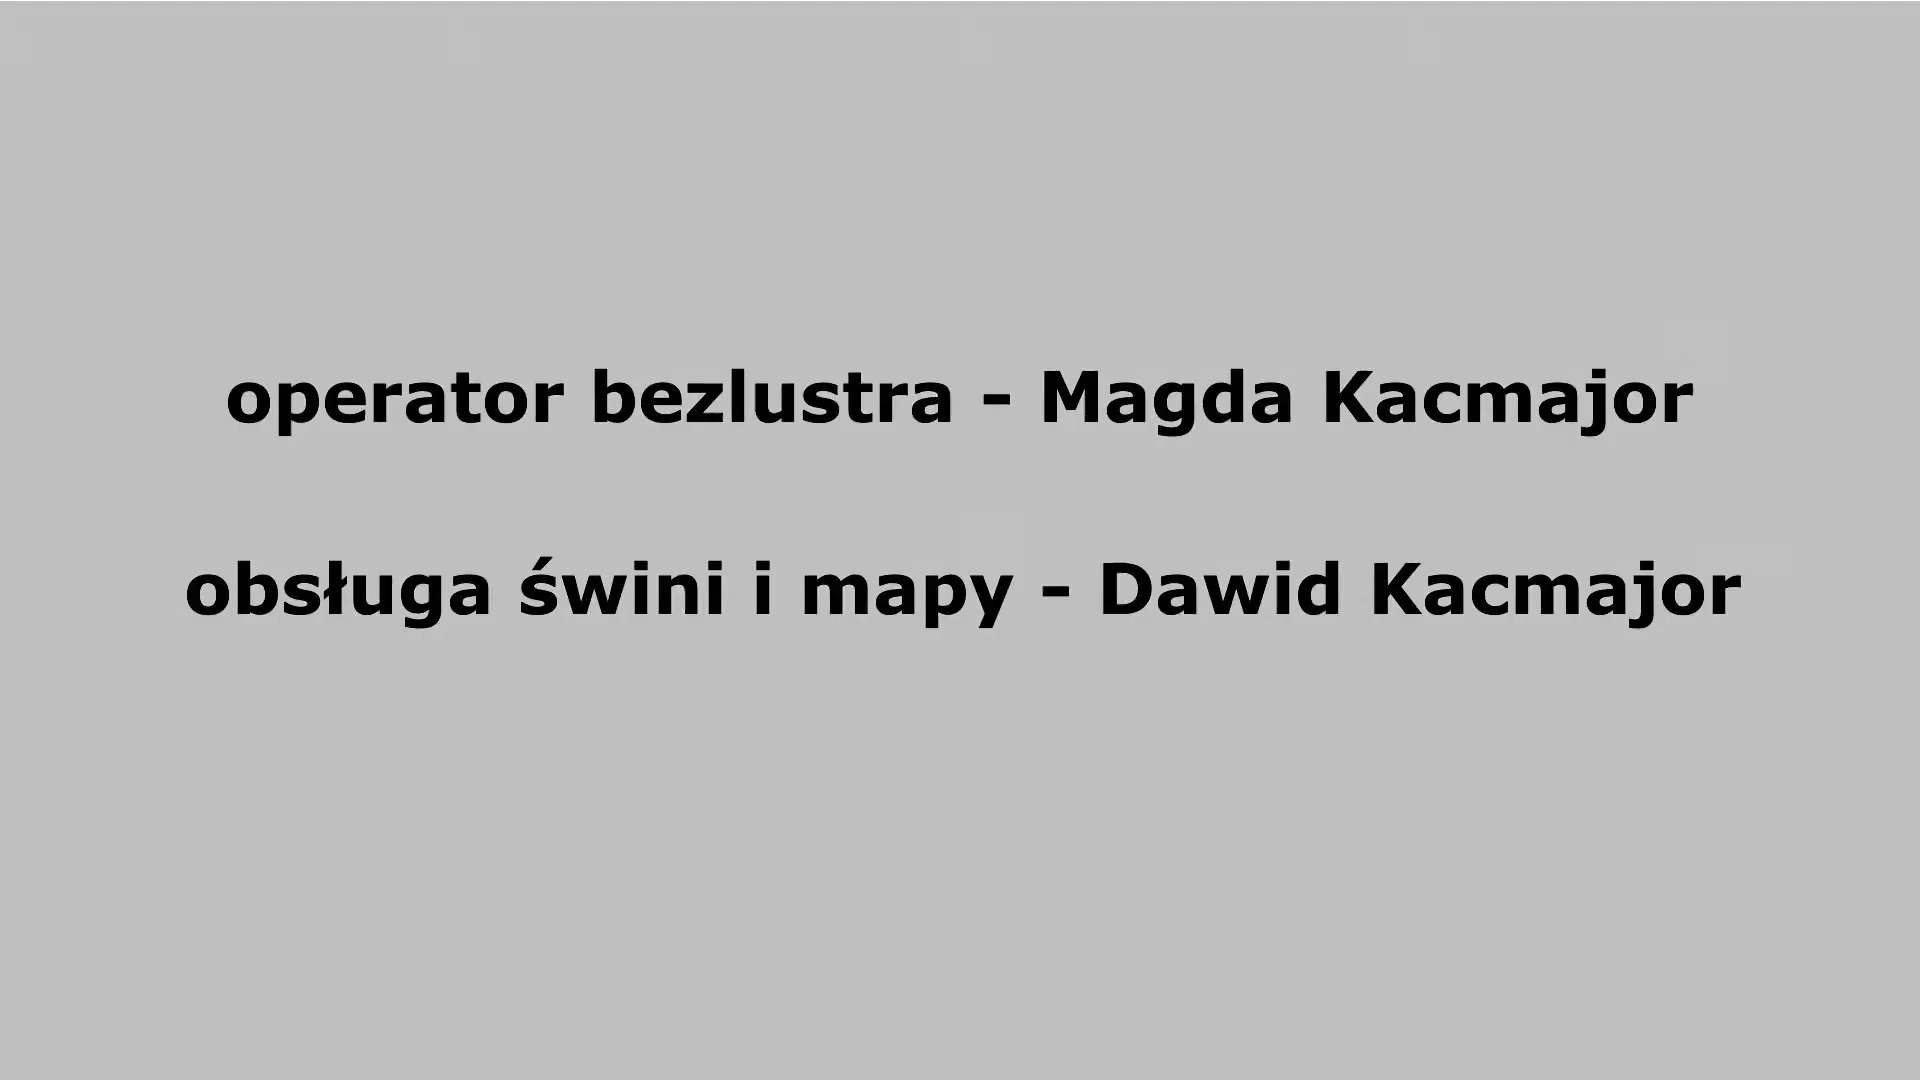 operator bezlustra - Magda Kacmajor
obsługa świni i mapy - Dawid Kacmajor